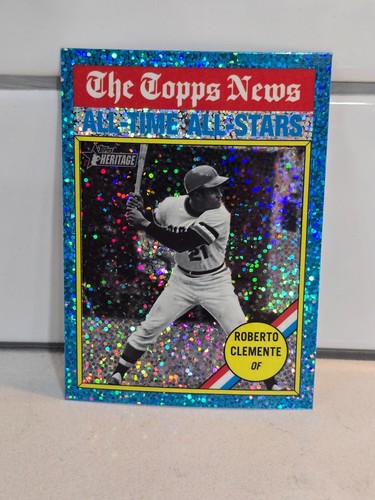 The Topps News
ALL-TIME ALL-STARS
Topps
HERITAGE
21
ROBERTO
CLEMENTE
OF